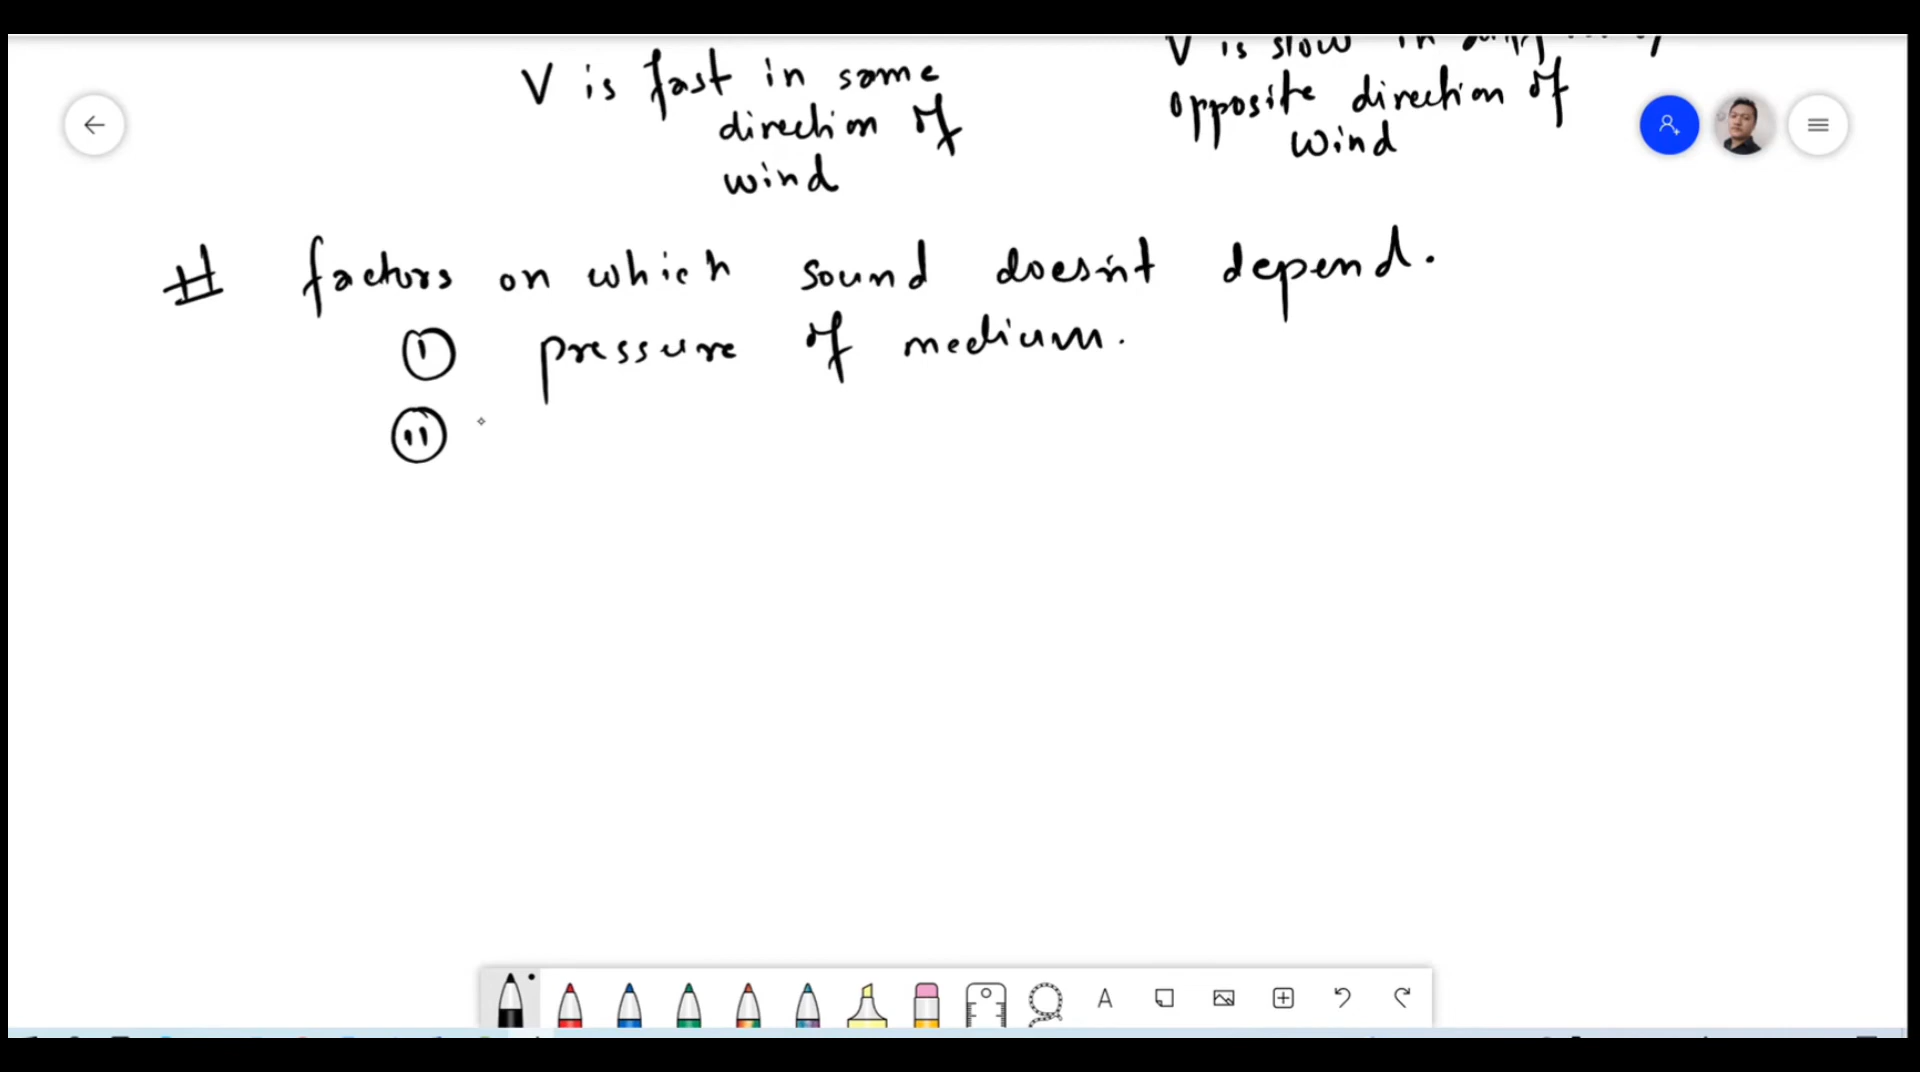 V is fast in same
direction of
wind
V is slow in
opposite direction of
wind
# factors on which sound doesn't depend.
(i) pressure of medium.
(ii)
A